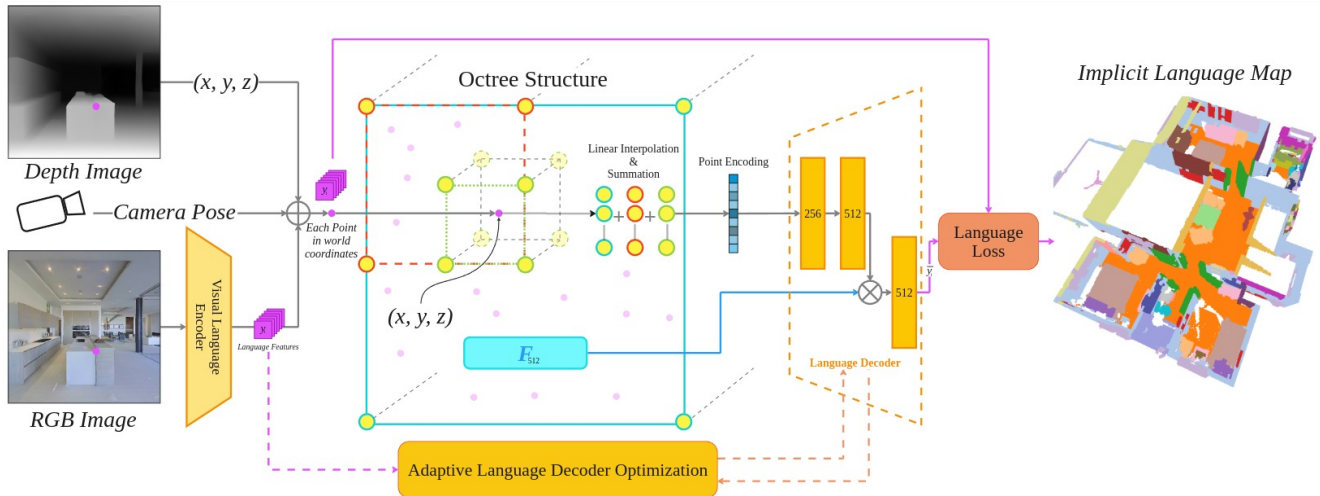 (x, y, z)
Depth Image
Camera Pose
RGB Image
Visual Language
Encoder
y
Language Features
y
Each Point
in world
coordinates
Octree Structure
(x, y, z)
Linear Interpolation
&
Summation
+ +
F512
Point Encoding
256
512
512
Language Decoder
ȳ
Language
Loss
Implicit Language Map
Adaptive Language Decoder Optimization